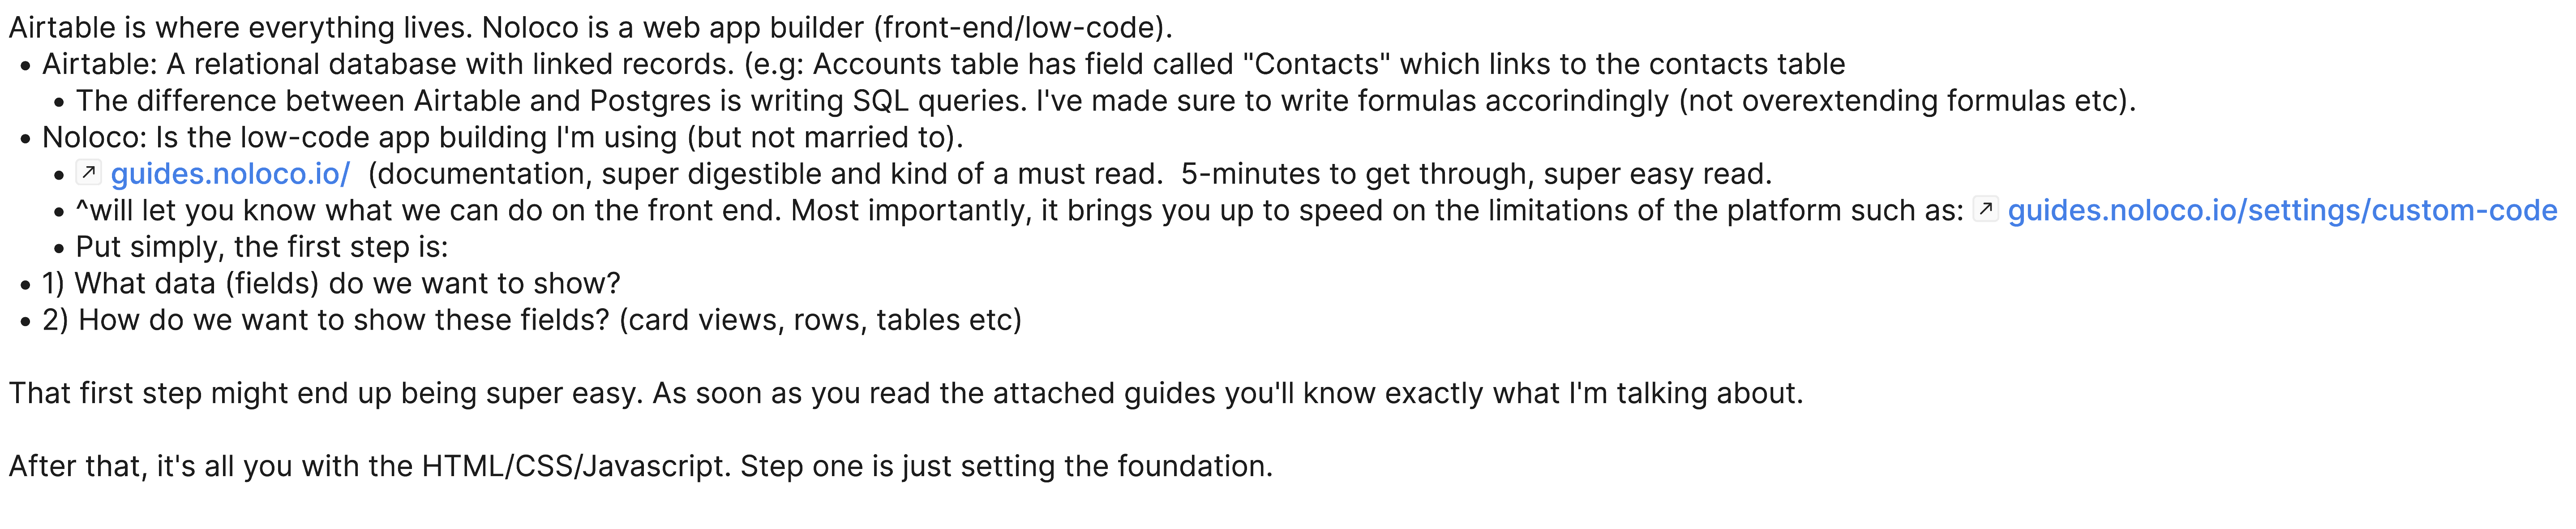 Airtable is where everything lives. Noloco is a web app builder (front-end/low-code).
• Airtable: A relational database with linked records. (e.g: Accounts table has field called "Contacts" which links to the contacts table
• The difference between Airtable and Postgres is writing SQL queries. I've made sure to write formulas accorindingly (not overextending formulas etc).
• Noloco: Is the low-code app building I'm using (but not married to).
• guides.noloco.io/ (documentation, super digestible and kind of a must read. 5-minutes to get through, super easy read.
• ^will let you know what we can do on the front end. Most importantly, it brings you up to speed on the limitations of the platform such as: guides.noloco.io/settings/custom-code
• Put simply, the first step is:
• 1) What data (fields) do we want to show?
• 2) How do we want to show these fields? (card views, rows, tables etc)
That first step might end up being super easy. As soon as you read the attached guides you'll know exactly what I'm talking about.
After that, it's all you with the HTML/CSS/Javascript. Step one is just setting the foundation.